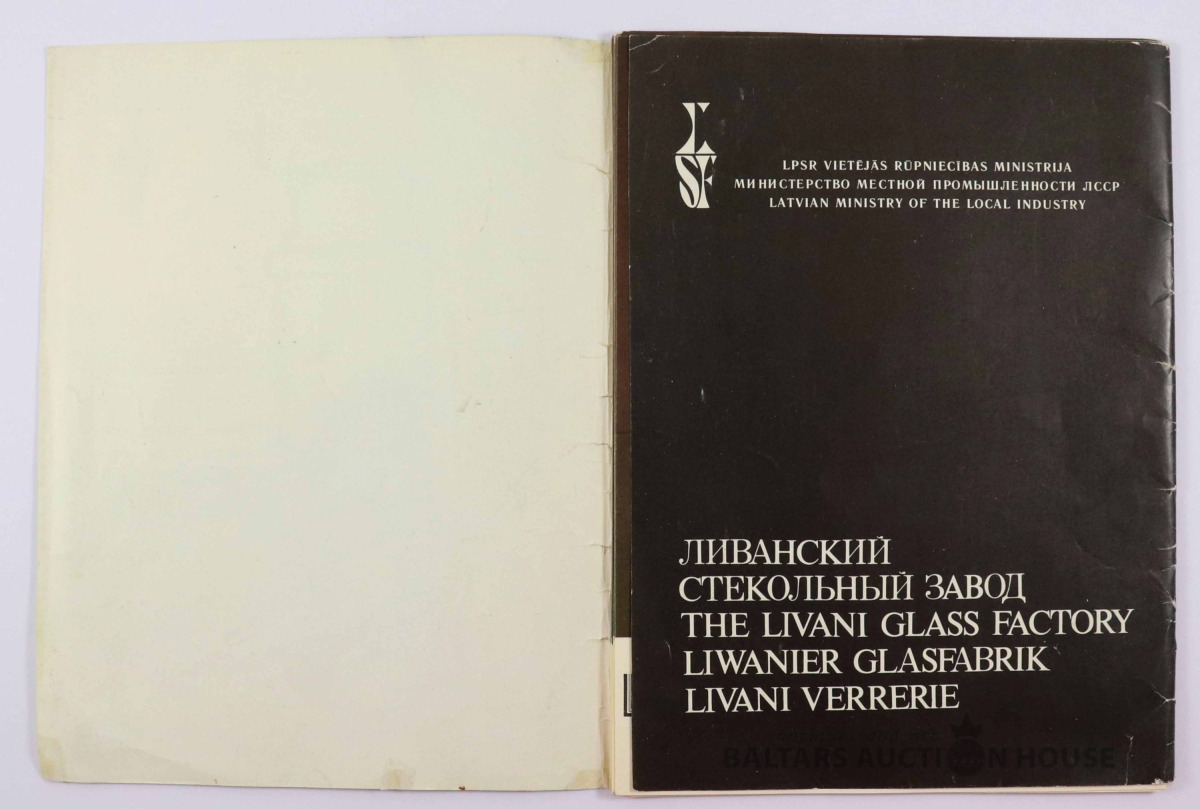 L
SF
LPSR VIETĒJĀS RŪPNIECĪBAS MINISTRIJA
МИНИСТЕРСТВО МЕСТНОЙ ПРОМЫШЛЕННОСТИ ЛССР
LATVIAN MINISTRY OF THE LOCAL INDUSTRY
ЛИВАНСКИЙ
СТЕКОЛЬНЫЙ ЗАВОД
THE LIVANI GLASS FACTORY
LIWANIER GLASFABRIK
LIVANI VERRERIE
BALTARS AUCTION HOUSE